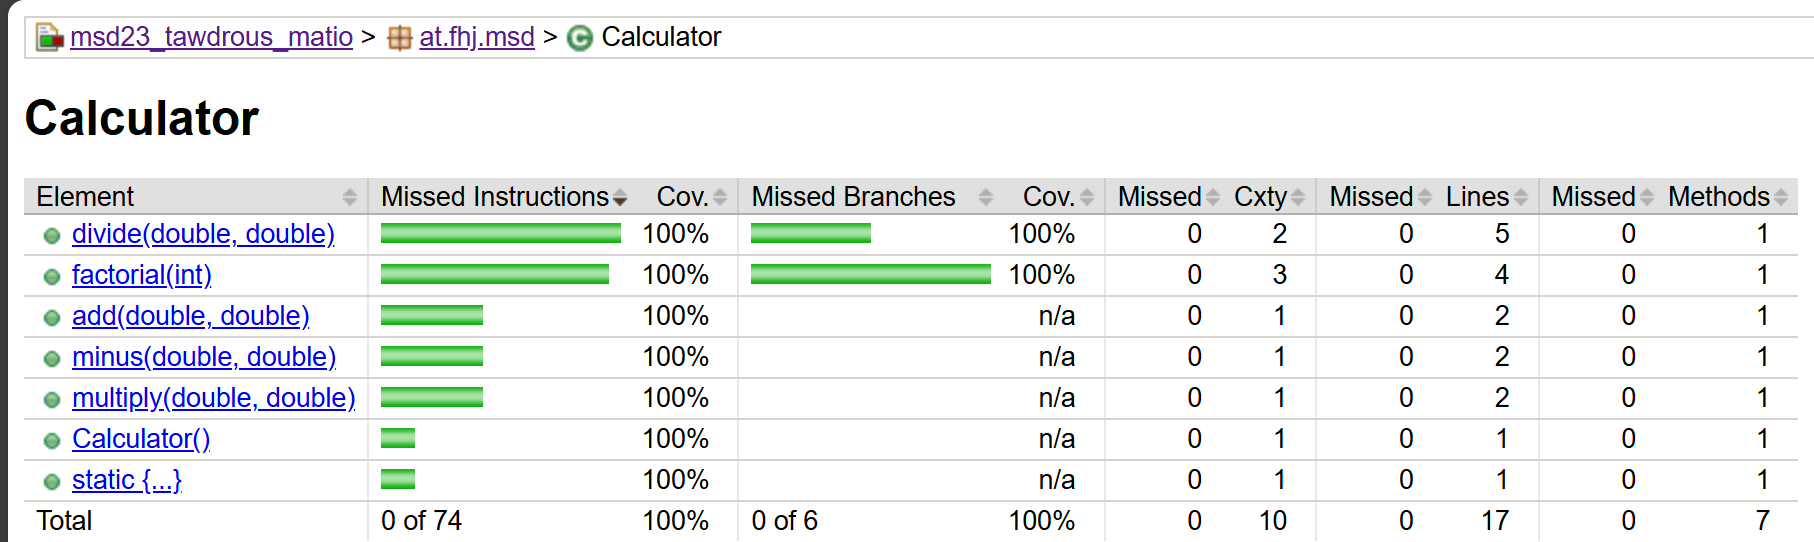 msd23_tawdrous_matio > at.fhj.msd > C Calculator
Calculator
Element Missed Instructions Cov. Missed Branches Cov. Missed Cxty Missed Lines Missed Methods
divide(double, double) 100% 100% 0 2 0 5 0 1
factorial(int) 100% 100% 0 3 0 4 0 1
add(double, double) 100% n/a 0 1 0 2 0 1
minus(double, double) 100% n/a 0 1 0 2 0 1
multiply(double, double) 100% n/a 0 1 0 2 0 1
Calculator() 100% n/a 0 1 0 1 0 1
static {...} 100% n/a 0 1 0 1 0 1
Total 0 of 74 100% 0 of 6 100% 0 10 0 17 0 7